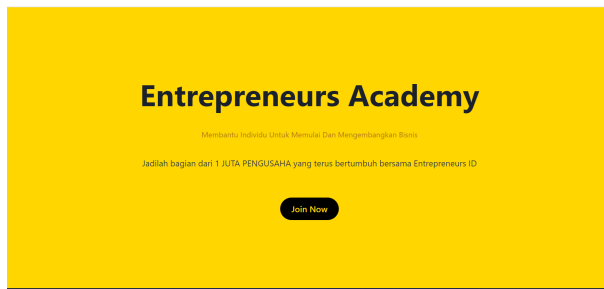 Entrepreneurs Academy
Membantu Individu Untuk Memulai Dan Mengembangkan Bisnis
Jadilah bagian dari 1 JUTA PENGUSAHA yang terus bertumbuh bersama Entrepreneurs ID
Join Now